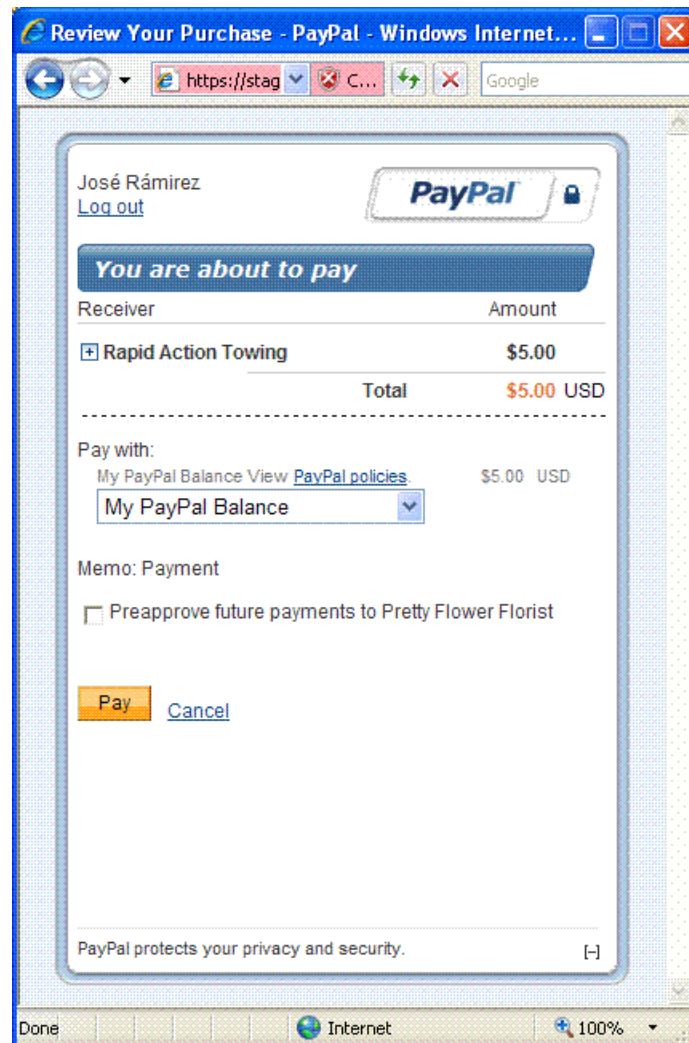 Review Your Purchase - PayPal - Windows Internet...
https://stag C... Google
José Rámirez
Log out
PayPal
You are about to pay
Receiver Amount
Rapid Action Towing $5.00
Total $5.00 USD
Pay with:
My PayPal Balance View PayPal policies. $5.00 USD
My PayPal Balance
Memo: Payment
Preapprove future payments to Pretty Flower Florist
Pay Cancel
PayPal protects your privacy and security. [-]
Done Internet 100%